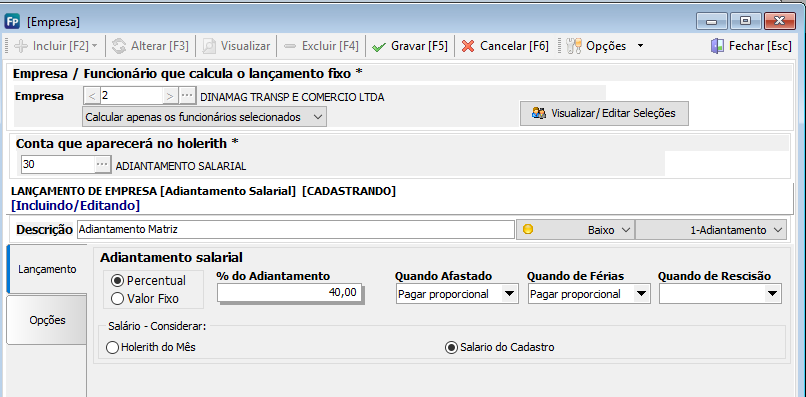 Fp [Empresa]
Incluir [F2] Alterar [F3] Visualizar Excluir [F4] Gravar [F5] Cancelar [F6] Opções Fechar [Esc]
Empresa / Funcionário que calcula o lançamento fixo *
Empresa < 2 > ... DINAMAG TRANSP E COMERCIO LTDA
Calcular apenas os funcionários selecionados Visualizar/Editar Seleções
Conta que aparecerá no holerith *
30 ... ADIANTAMENTO SALARIAL
LANÇAMENTO DE EMPRESA [Adiantamento Salarial] [CADASTRANDO]
[Incluindo/Editando]
Descrição Adiantamento Matriz Baixo 1-Adiantamento
Lançamento
Opções
Adiantamento salarial
Percentual
Valor Fixo
% do Adiantamento Quando Afastado Quando de Férias Quando de Rescisão
40,00 Pagar proporcional Pagar proporcional
Salário - Considerar:
Holerith do Mês Salario do Cadastro